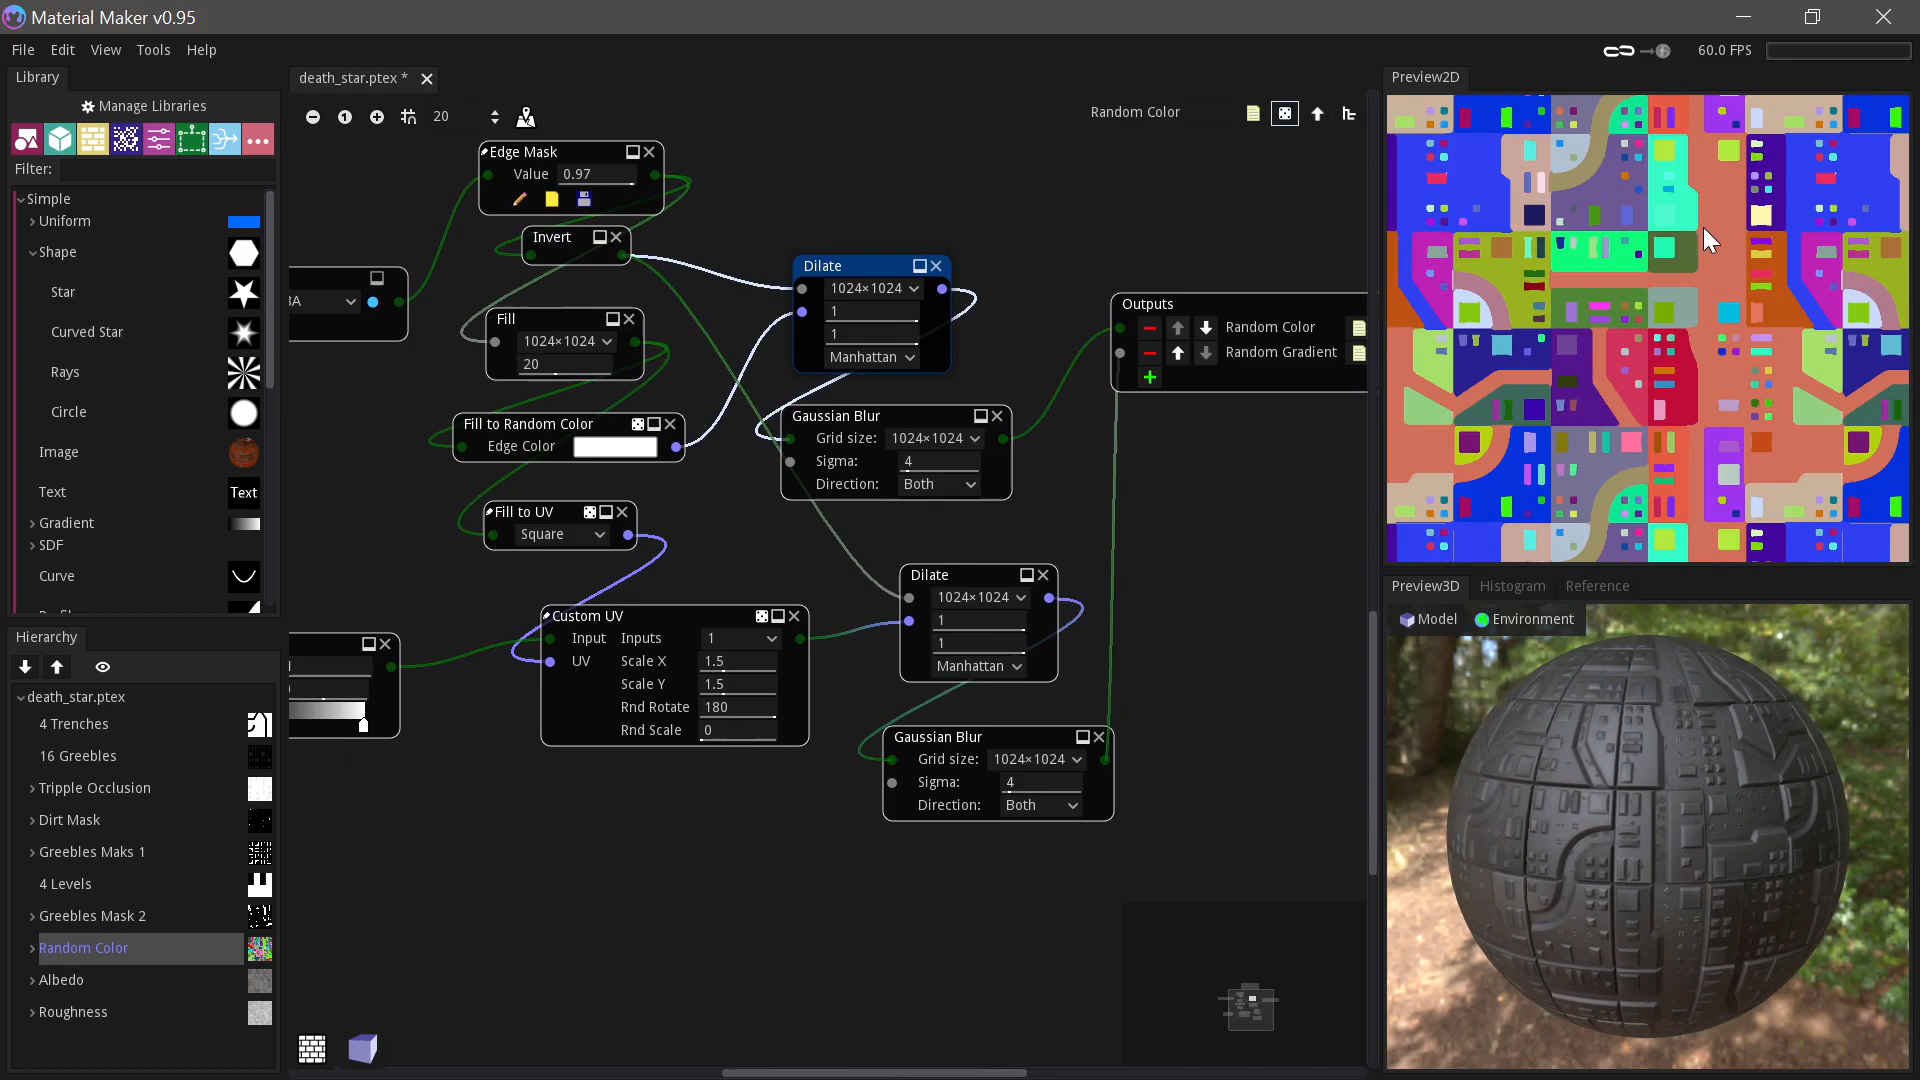 Material Maker v0.95
File Edit View Tools Help
60.0 FPS
Library
death_star.ptex *
Preview2D
Manage Libraries
20
Random Color
Filter:
Simple
Uniform
Shape
Star
Curved Star
Rays
Circle
Image
Text
Text
Gradient
SDF
Curve
Edge Mask
Value 0.97
Invert
Fill
1024×1024
20
Fill to Random Color
Edge Color
Fill to UV
Square
Custom UV
Input Inputs 1
UV Scale X 1.5
Scale Y 1.5
Rnd Rotate 180
Rnd Scale 0
Dilate
1024×1024
1
1
Manhattan
Gaussian Blur
Grid size: 1024×1024
Sigma: 4
Direction: Both
Dilate
1024×1024
1
1
Manhattan
Gaussian Blur
Grid size: 1024×1024
Sigma: 4
Direction: Both
Outputs
Random Color
Random Gradient
Hierarchy
death_star.ptex
4 Trenches
16 Greebles
Tripple Occlusion
Dirt Mask
Greebles Maks 1
4 Levels
Greebles Mask 2
Random Color
Albedo
Roughness
Preview3D Histogram Reference
Model Environment